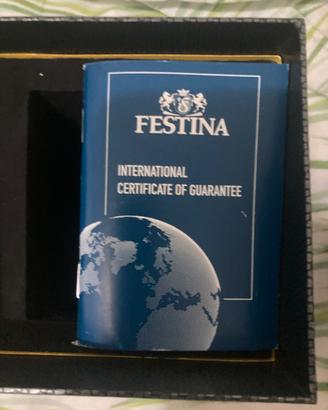 FESTINA
INTERNATIONAL
CERTIFICATE OF GUARANTEE